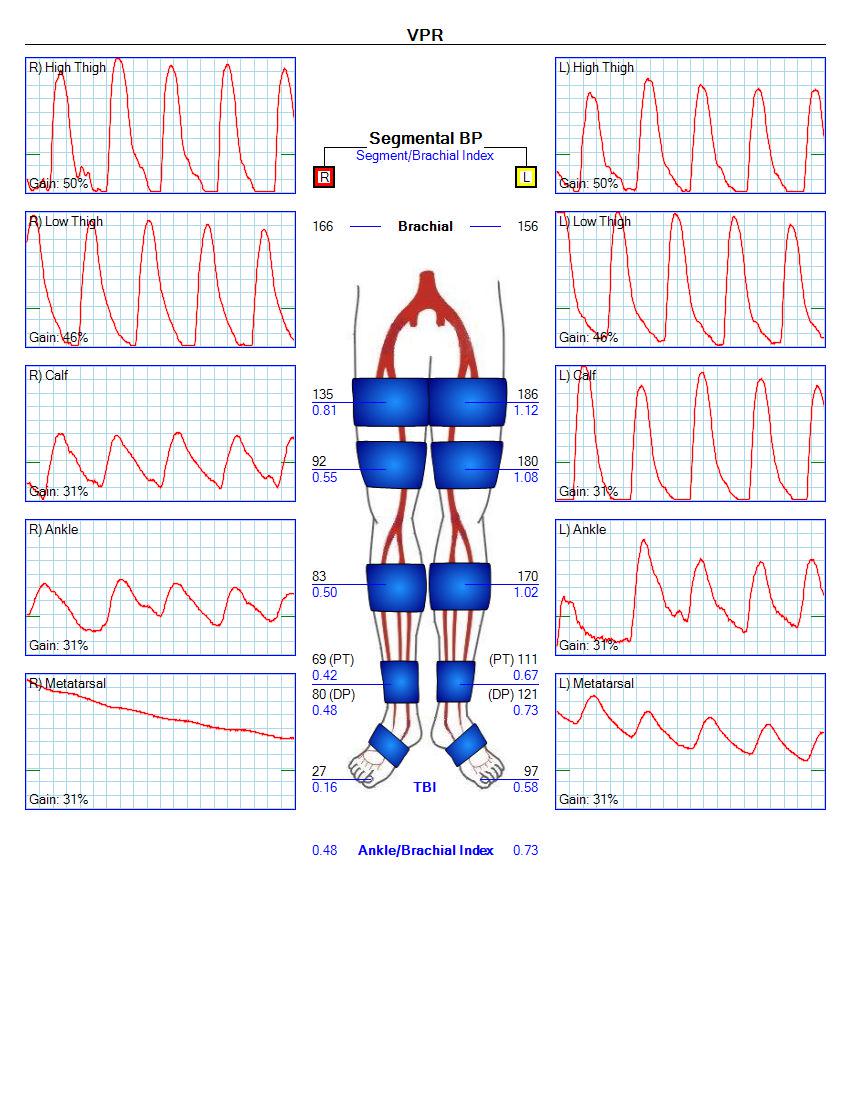 VPR
R) High Thigh
Gain: 50%
R) Low Thigh
Gain: 46%
R) Calf
Gain: 31%
R) Ankle
Gain: 31%
R) Metatarsal
Gain: 31%
Segmental BP
Segment/Brachial Index
R L
166 Brachial 156
135 186
0.81 1.12
92 180
0.55 1.08
83 170
0.50 1.02
69 (PT) (PT) 111
0.42 0.67
80 (DP) (DP) 121
0.48 0.73
27 97
0.16 TBI 0.58
0.48 Ankle/Brachial Index 0.73
L) High Thigh
Gain: 50%
L) Low Thigh
Gain: 46%
L) Calf
Gain: 31%
L) Ankle
Gain: 31%
L) Metatarsal
Gain: 31%